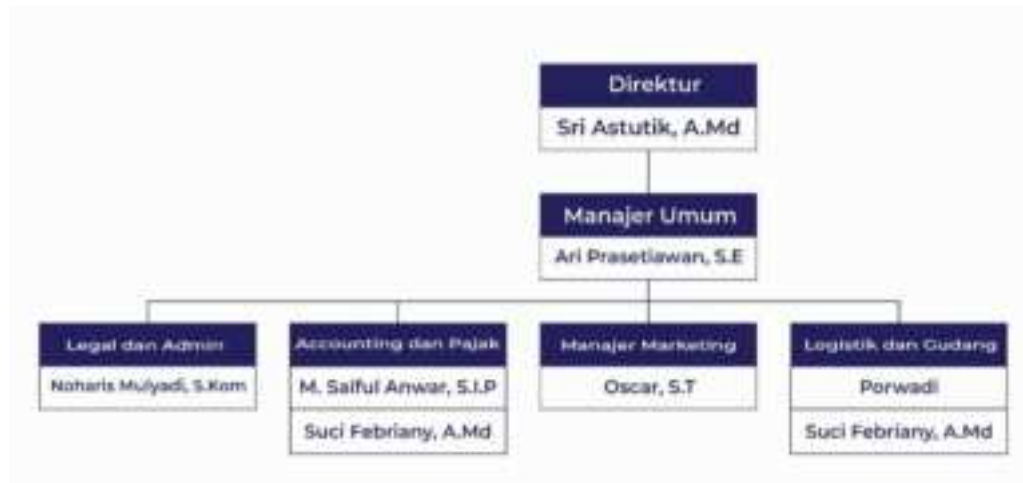 Direktur
Sri Astutik, A.Md
Manajer Umum
Ari Prasetiawan, S.E
Legal dan Admin
Noharis Mulyadi, S.Kom
Accounting dan Pajak
M. Saiful Anwar, S.I.P
Suci Febriany, A.Md
Manajer Marketing
Oscar, S.T
Logistik dan Gudang
Porwadi
Suci Febriany, A.Md